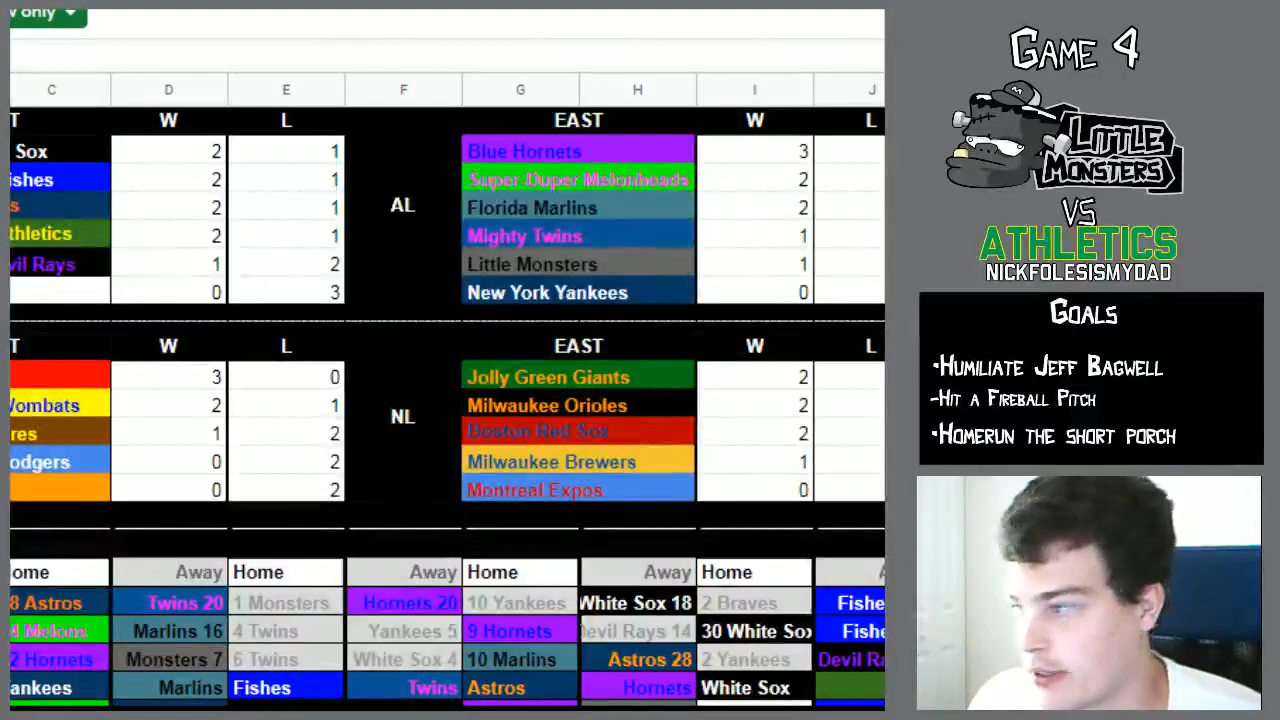 only
C D E F G H I J
T W L EAST W L
Sox 2 1 Blue Hornets 3
ishes 2 1 Super Duper Melonheads 2
s 2 1 AL Florida Marlins 2
thletics 2 1 Mighty Twins 1
vil Rays 1 2 Little Monsters 1
0 3 New York Yankees 0
T W L EAST W L
3 0 Jolly Green Giants 2
Wombats 2 1 NL Milwaukee Orioles 2
res 1 2 Boston Red Sox 2
odgers 0 2 Milwaukee Brewers 1
0 2 Montreal Expos 0
ome Away Home Away Home Away Home
8 Astros Twins 20 1 Monsters Hornets 20 10 Yankees White Sox 18 2 Braves Fishe
4 Melons Marlins 16 4 Twins Yankees 5 9 Hornets Devil Rays 14 30 White Sox Fishe
2 Hornets Monsters 7 6 Twins White Sox 4 10 Marlins Astros 28 2 Yankees Devil Ra
ankees Marlins Fishes Twins Astros Hornets White Sox
Game 4
M
Little
Monsters
VS
ATHLETICS
NICKFOLESISMYDAD
Goals
•Humiliate Jeff Bagwell
-Hit a Fireball Pitch
•Homerun the short porch